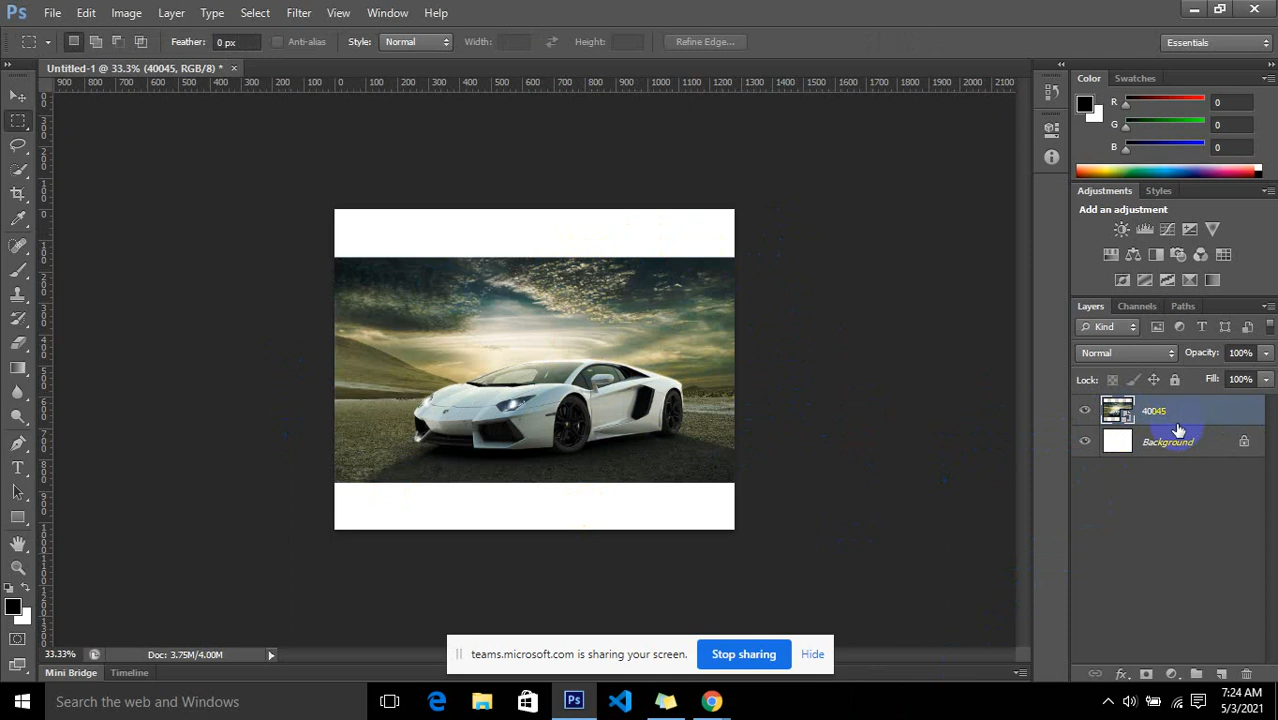 Ps File Edit Image Layer Type Select Filter View Window Help
Feather: 0 px Anti-alias Style: Normal Width: Height: Refine Edge... Essentials
Untitled-1 @ 33.3% (40045, RGB/8) * ×
900 800 700 600 500 400 300 200 100 0 100 200 300 400 500 600 700 800 900 1000 1100 1200 1300 1400 1500 1600 1700 1800 1900 2000 2100
Color Swatches
R 0
G 0
B 0
Adjustments Styles
Add an adjustment
Layers Channels Paths
Kind
Normal Opacity: 100%
Lock: Fill: 100%
40045
Background
teams.microsoft.com is sharing your screen. Stop sharing Hide
33.33% Doc: 3.75M/4.00M
Mini Bridge Timeline
Search the web and Windows
Ps
7:24 AM
5/3/2021